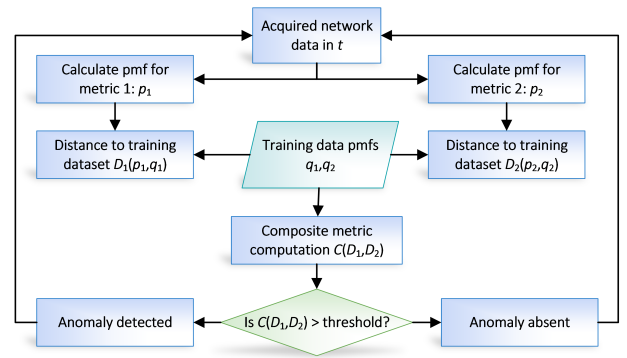 Acquired network
data in t
Calculate pmf for
metric 1: p₁
Calculate pmf for
metric 2: p₂
Distance to training
dataset D₁(p₁,q₁)
Training data pmfs
q₁,q₂
Distance to training
dataset D₂(p₂,q₂)
Composite metric
computation C(D₁,D₂)
Anomaly detected
Is C(D₁,D₂) > threshold?
Anomaly absent